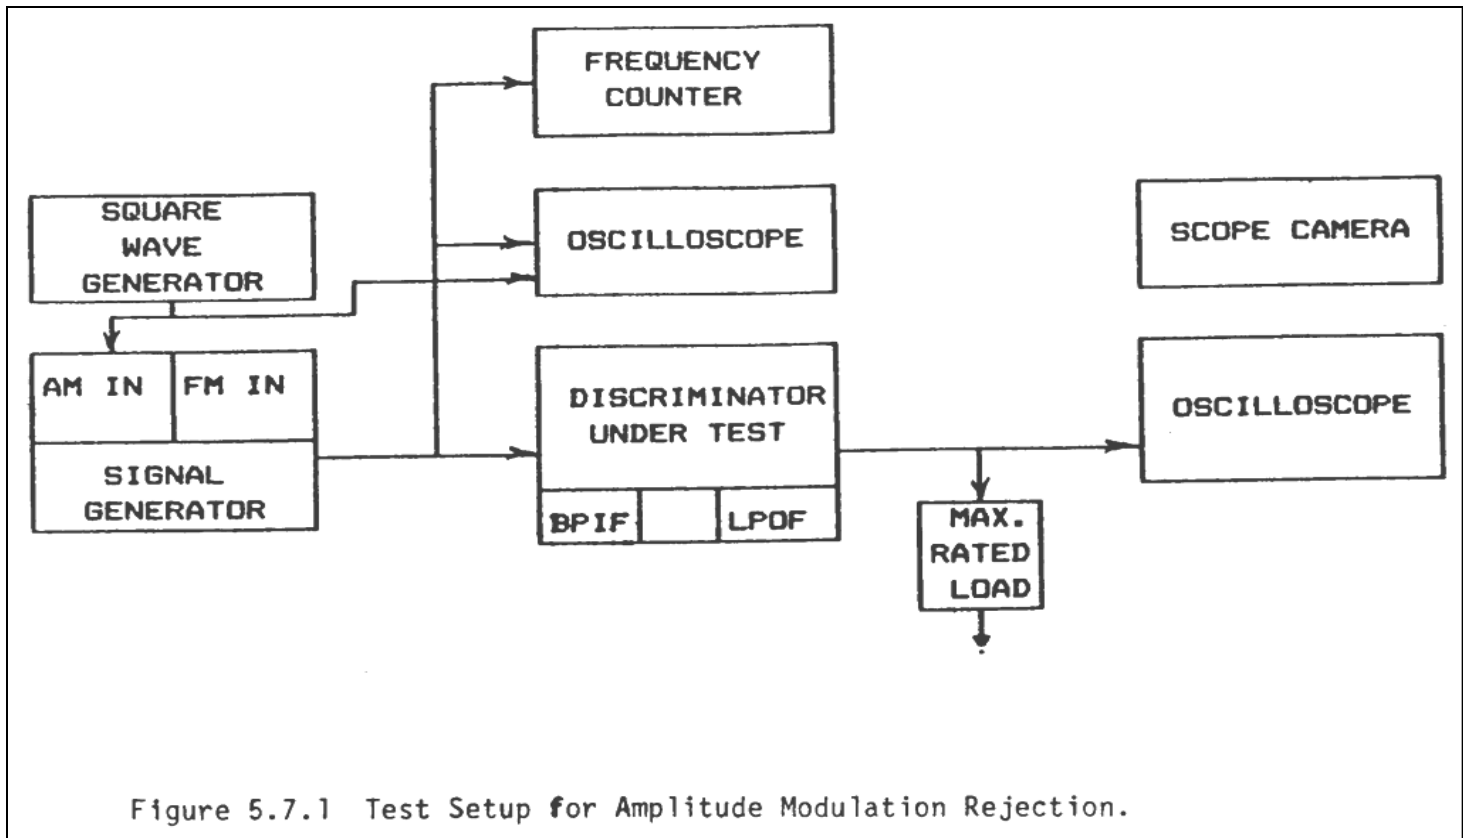 FREQUENCY
COUNTER
SQUARE
WAVE
GENERATOR
OSCILLOSCOPE
SCOPE CAMERA
AM IN
FM IN
SIGNAL
GENERATOR
DISCRIMINATOR
UNDER TEST
BPIF
LPOF
OSCILLOSCOPE
MAX.
RATED
LOAD
Figure 5.7.1 Test Setup for Amplitude Modulation Rejection.